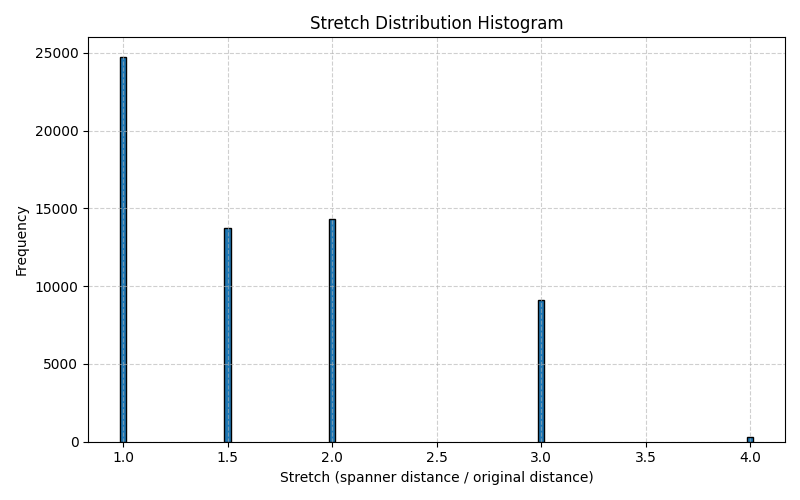 Stretch Distribution Histogram
25000
20000
15000
10000
5000
0
Frequency
1.0 1.5 2.0 2.5 3.0 3.5 4.0
Stretch (spanner distance / original distance)